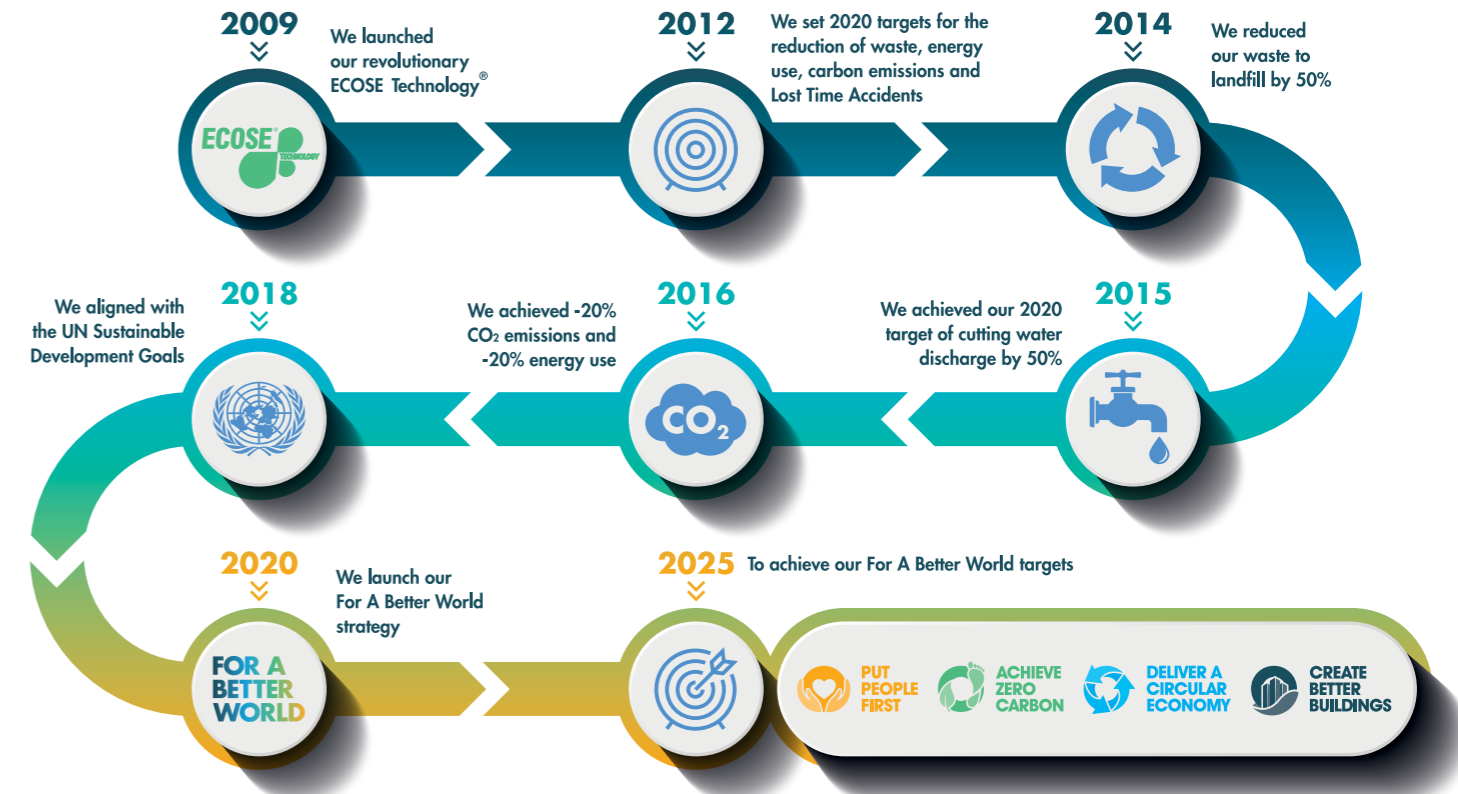 2009
We launched
our revolutionary
ECOSE Technology®
ECOSE®
TECHNOLOGY
2012
We set 2020 targets for the
reduction of waste, energy
use, carbon emissions and
Lost Time Accidents
2014
We reduced
our waste to
landfill by 50%
2015
We achieved our 2020
target of cutting water
discharge by 50%
2016
We achieved -20%
CO₂ emissions and
-20% energy use
CO₂
2018
We aligned with
the UN Sustainable
Development Goals
2020
We launch our
For A Better World
strategy
FOR A
BETTER
WORLD
2025
To achieve our For A Better World targets
PUT
PEOPLE
FIRST
ACHIEVE
ZERO
CARBON
DELIVER A
CIRCULAR
ECONOMY
CREATE
BETTER
BUILDINGS